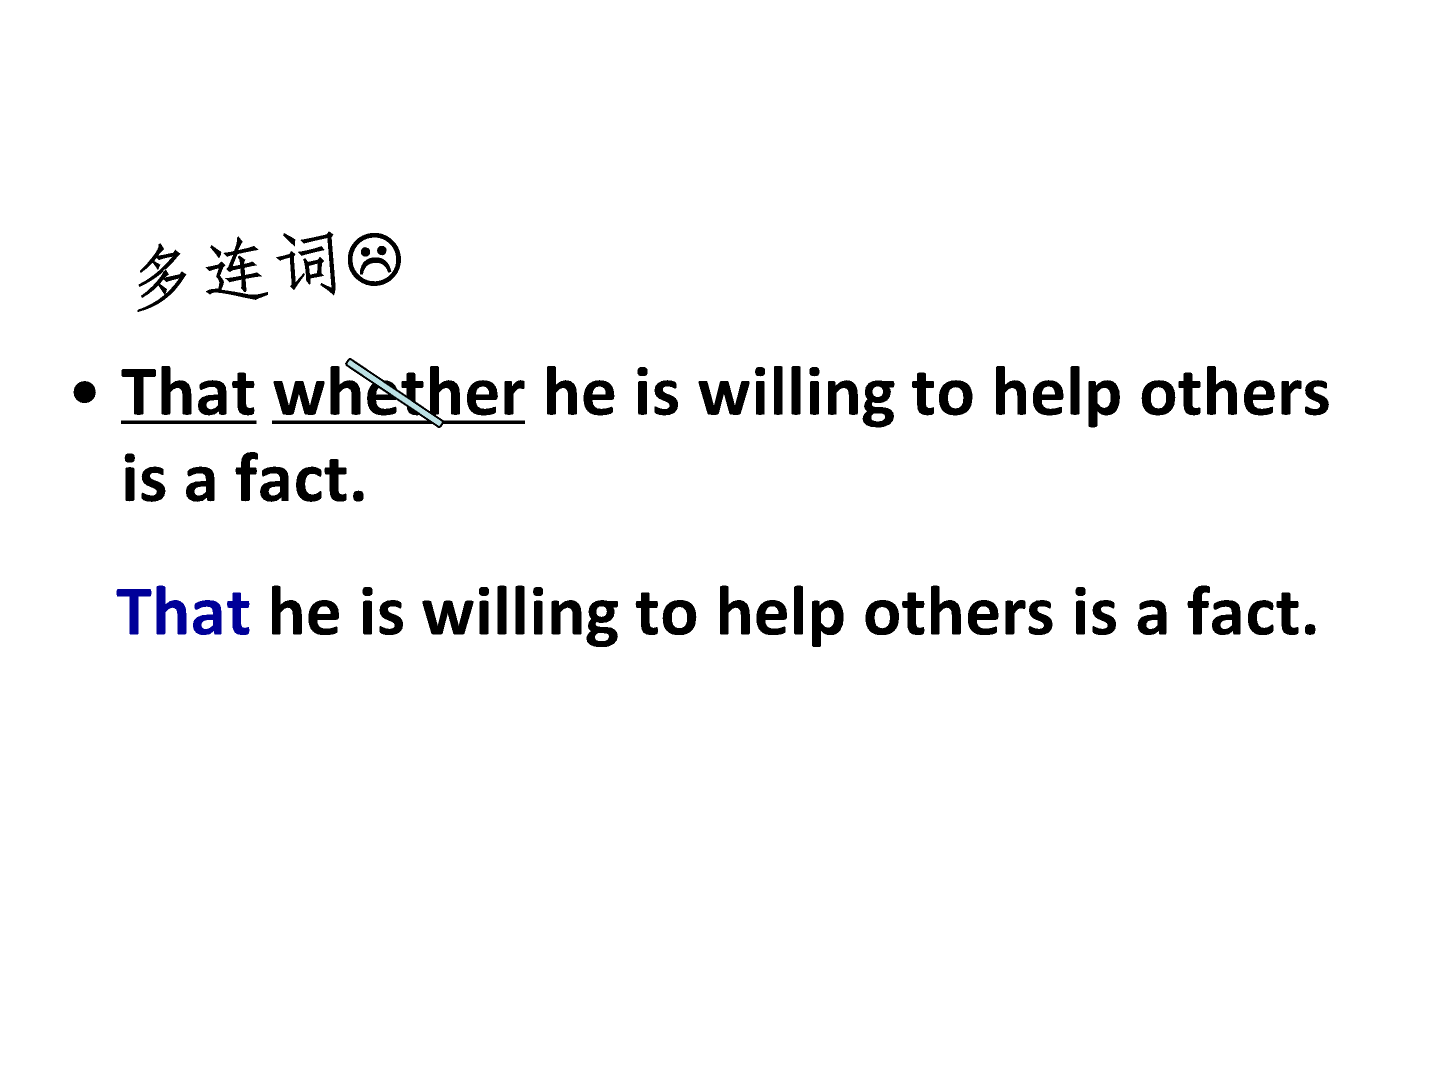 多连词☹
• That whether he is willing to help others
is a fact.
That he is willing to help others is a fact.